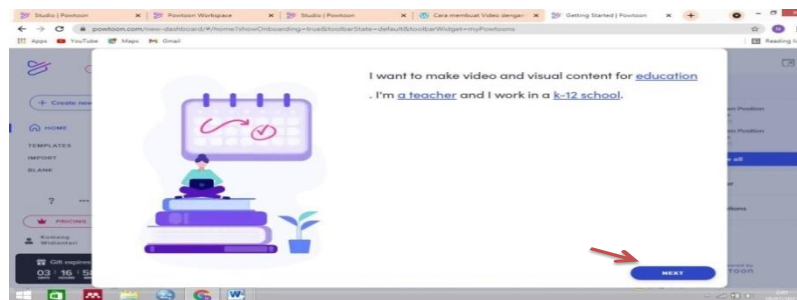 Studio | Powtoon
Powtoon Workspace
Studio | Powtoon
Cara membuat Video dengan
Getting Started | Powtoon
powtoon.com/new-dashboard/#/home?showOnboarding=true&toolbarState=default&toolbarWidget=myPowtoons
Apps
YouTube
Maps
Gmail
Reading
I want to make video and visual content for education
. I'm a teacher and I work in a k-12 school.
+ Create new
HOME
TEMPLATES
IMPORT
BLANK
?
PRICING
Gift expires
03 : 16 : 5
NEXT